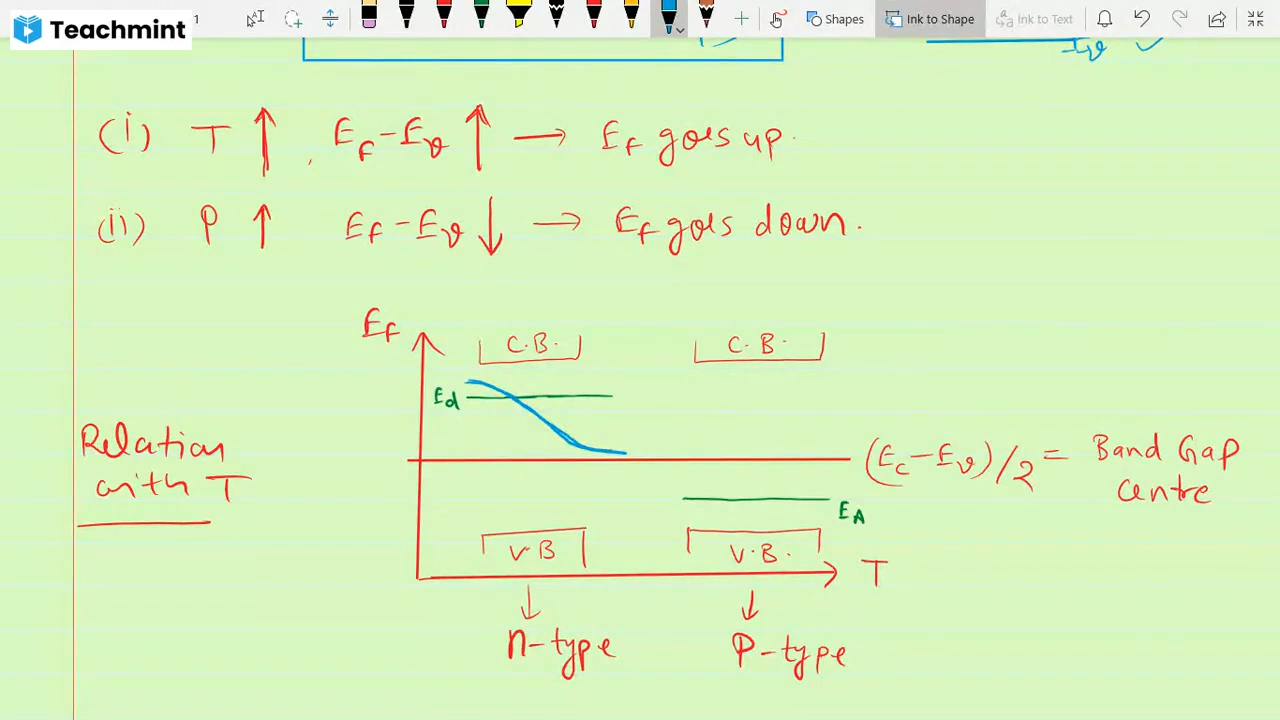 1
Shapes
Ink to Shape
Ink to Text
Teachmint
(i) T ↑ , Ef - Ev ↑ → Ef goes up.
(ii) P ↑ Ef - Ev ↓ → Ef goes down.
Ef
C.B.
C.B.
Ed
Relation
with T
(Ec - Ev)/2 = Band Gap
Centre
EA
V.B
V.B.
T
n-type
P-type